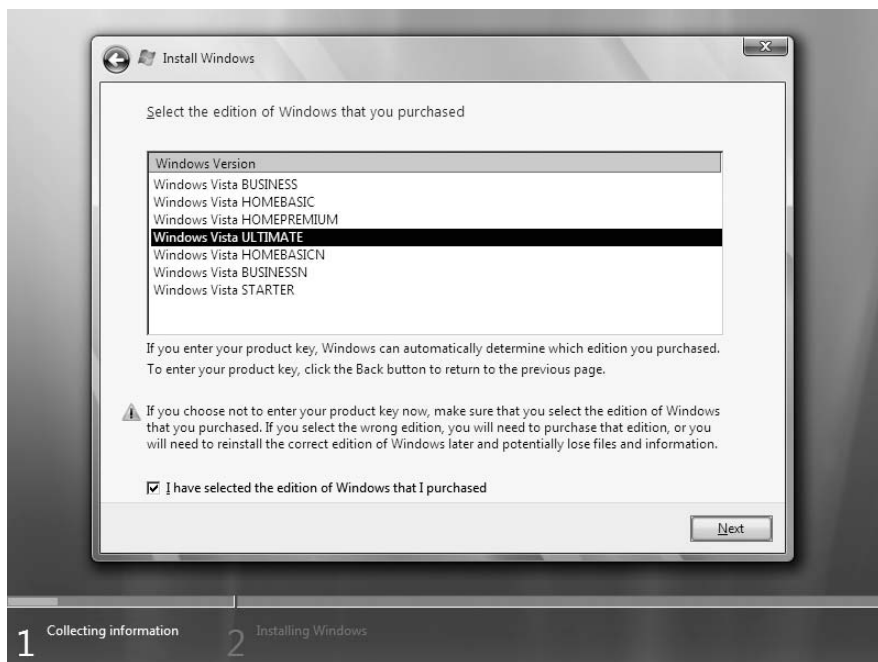 Install Windows
Select the edition of Windows that you purchased
Windows Version
Windows Vista BUSINESS
Windows Vista HOMEBASIC
Windows Vista HOMEPREMIUM
Windows Vista ULTIMATE
Windows Vista HOMEBASICN
Windows Vista BUSINESSN
Windows Vista STARTER
If you enter your product key, Windows can automatically determine which edition you purchased.
To enter your product key, click the Back button to return to the previous page.
If you choose not to enter your product key now, make sure that you select the edition of Windows
that you purchased. If you select the wrong edition, you will need to purchase that edition, or you
will need to reinstall the correct edition of Windows later and potentially lose files and information.
I have selected the edition of Windows that I purchased
Next
1 Collecting information
2 Installing Windows